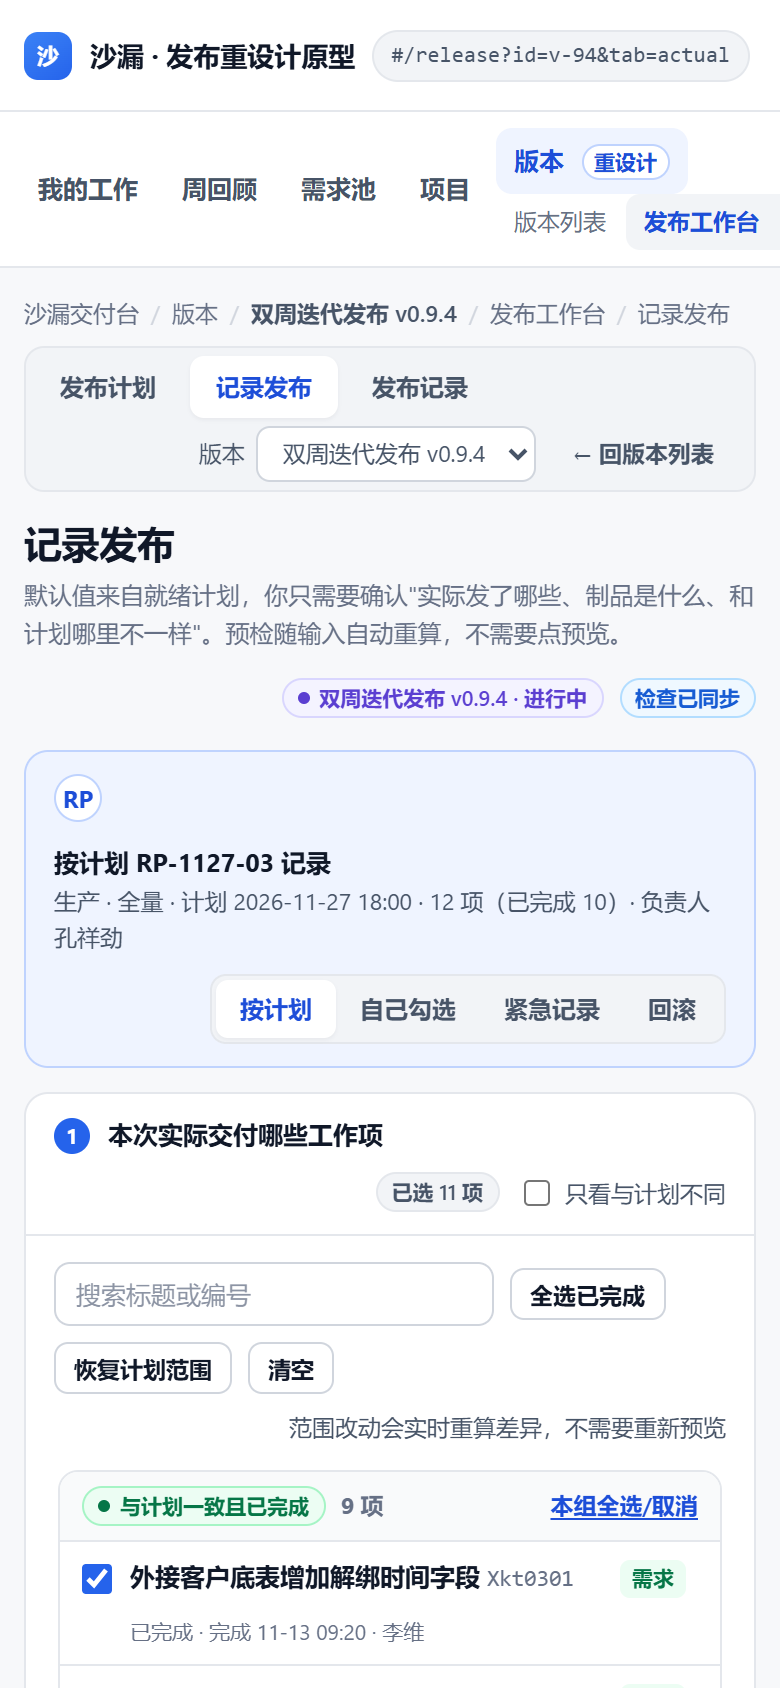 沙 沙漏 · 发布重设计原型 #/release?id=v-94&tab=actual
我的工作 周回顾 需求池 项目 版本 重设计
版本列表 发布工作台
沙漏交付台 / 版本 / 双周迭代发布 v0.9.4 / 发布工作台 / 记录发布
发布计划 记录发布 发布记录
版本 双周迭代发布 v0.9.4 ← 回版本列表
记录发布
默认值来自就绪计划，你只需要确认"实际发了哪些、制品是什么、和
计划哪里不一样"。预检随输入自动重算，不需要点预览。
双周迭代发布 v0.9.4 · 进行中 检查已同步
RP
按计划 RP-1127-03 记录
生产 · 全量 · 计划 2026-11-27 18:00 · 12 项（已完成 10）· 负责人
孔祥劲
按计划 自己勾选 紧急记录 回滚
1 本次实际交付哪些工作项
已选 11 项 只看与计划不同
搜索标题或编号 全选已完成
恢复计划范围 清空
范围改动会实时重算差异，不需要重新预览
与计划一致且已完成 9 项 本组全选/取消
外接客户底表增加解绑时间字段 Xkt0301 需求
已完成 · 完成 11-13 09:20 · 李维